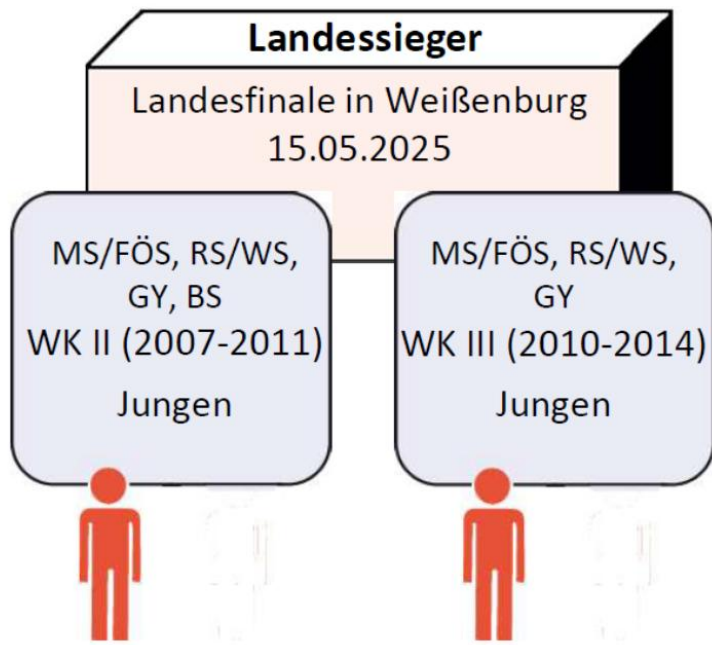 Landessieger
Landesfinale in Weißenburg
15.05.2025
MS/FÖS, RS/WS,
GY, BS
WK II (2007-2011)
Jungen
MS/FÖS, RS/WS,
GY
WK III (2010-2014)
Jungen